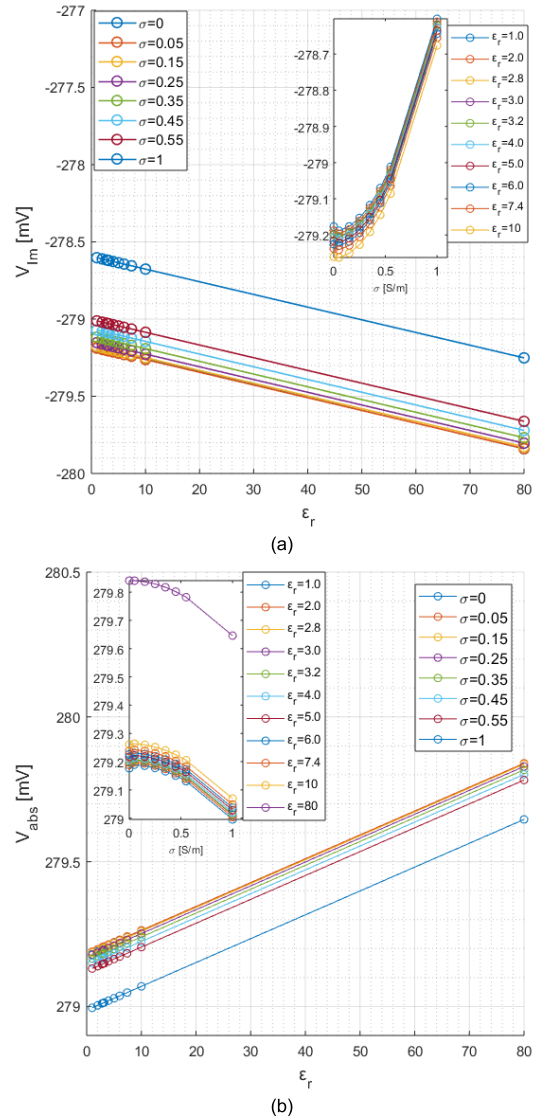 -277
-277.5
-278
-278.5
-279
-279.5
-280
V_Im [mV]
0
10
20
30
40
50
60
70
80
ε_r
σ=0
σ=0.05
σ=0.15
σ=0.25
σ=0.35
σ=0.45
σ=0.55
σ=1
-278.7
-278.8
-278.9
-279
-279.1
-279.2
0
0.5
1
σ [S/m]
ε_r=1.0
ε_r=2.0
ε_r=2.8
ε_r=3.0
ε_r=3.2
ε_r=4.0
ε_r=5.0
ε_r=6.0
ε_r=7.4
ε_r=10
(a)
280.5
280
279.5
279
V_abs [mV]
0
10
20
30
40
50
60
70
80
ε_r
279.8
279.7
279.6
279.5
279.4
279.3
279.2
279.1
279
0
0.5
1
σ [S/m]
ε_r=1.0
ε_r=2.0
ε_r=2.8
ε_r=3.0
ε_r=3.2
ε_r=4.0
ε_r=5.0
ε_r=6.0
ε_r=7.4
ε_r=10
ε_r=80
σ=0
σ=0.05
σ=0.15
σ=0.25
σ=0.35
σ=0.45
σ=0.55
σ=1
(b)